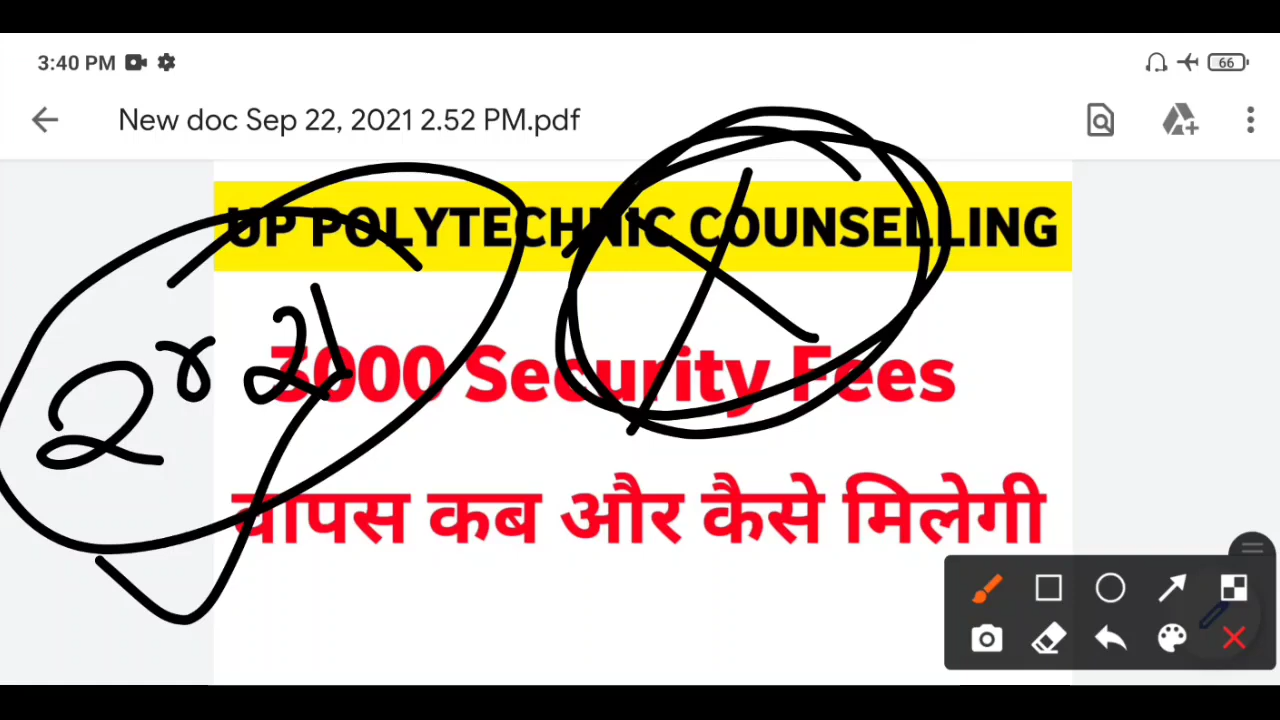 3:40 PM 66
New doc Sep 22, 2021 2.52 PM.pdf
UP POLYTECHNIC COUNSELLING
3000 Security Fees
वापस कब और कैसे मिलेगी